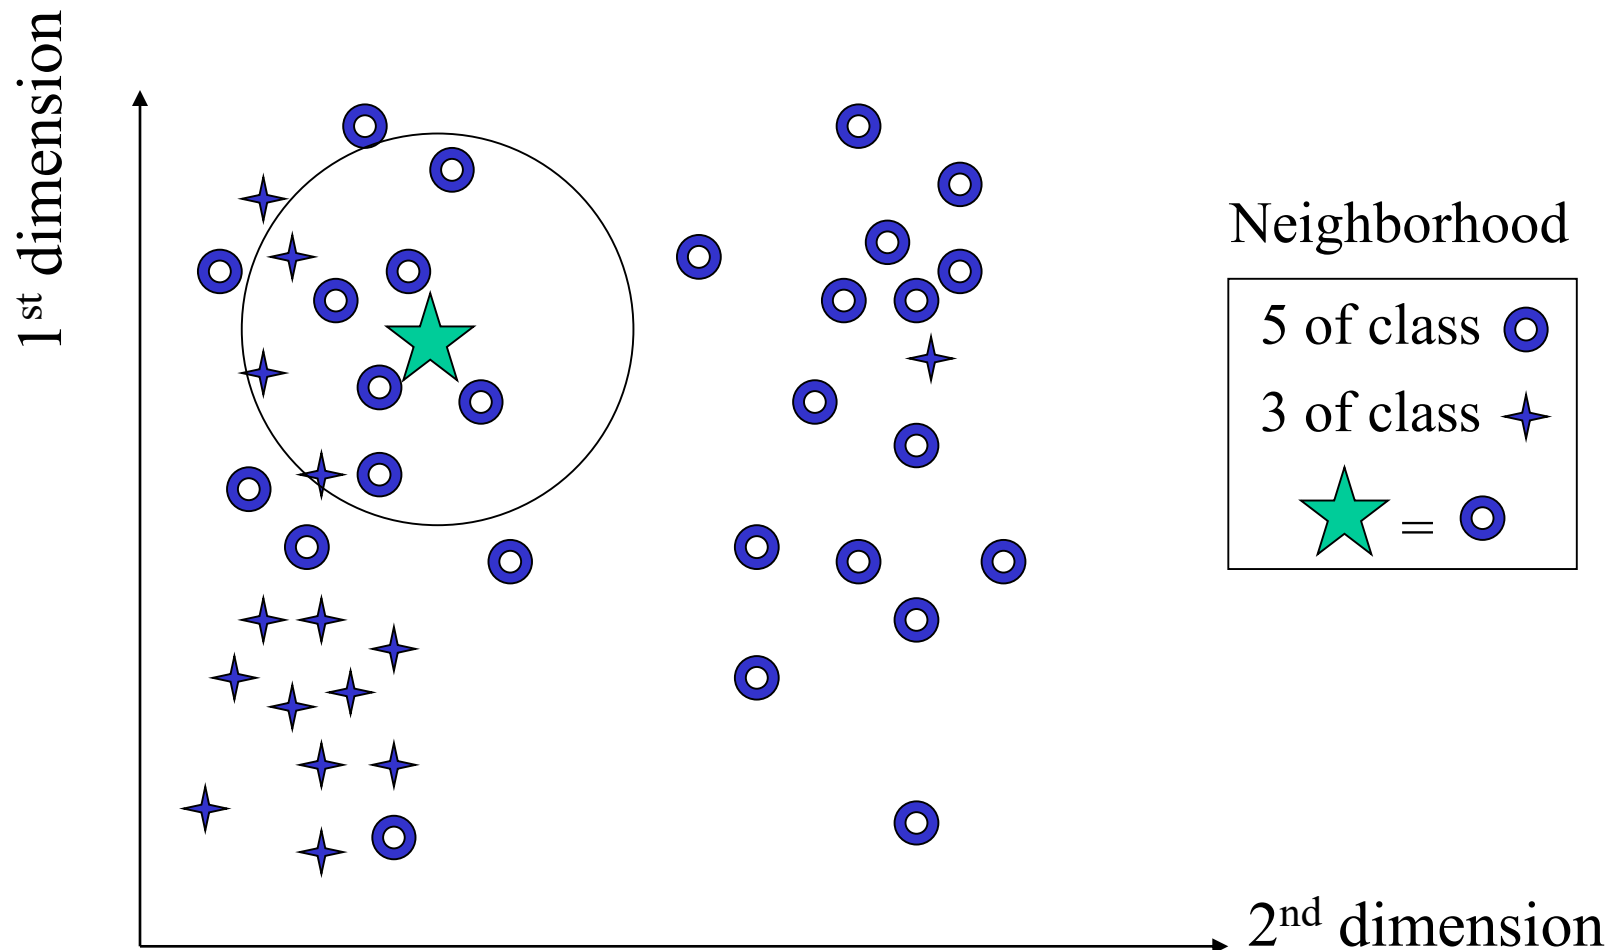 1st dimension
Neighborhood
5 of class
3 of class
=
2nd dimension